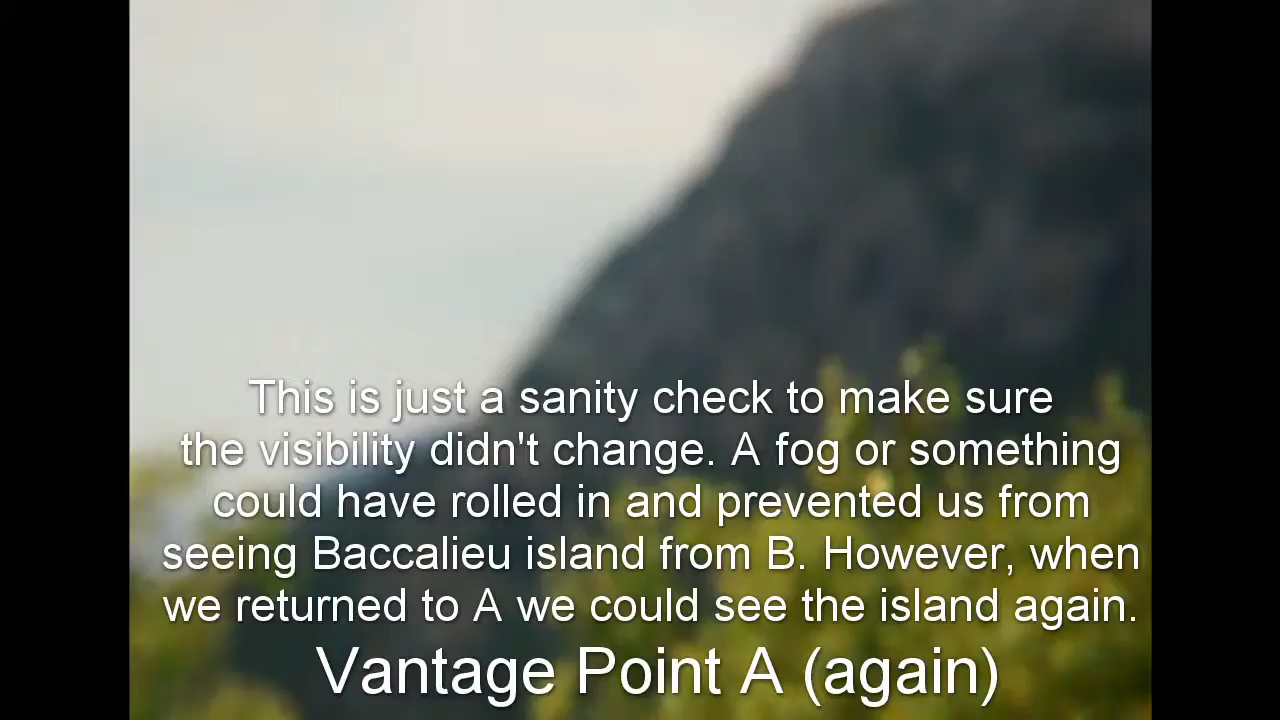 This is just a sanity check to make sure
the visibility didn't change. A fog or something
could have rolled in and prevented us from
seeing Baccalieu island from B. However, when
we returned to A we could see the island again.
Vantage Point A (again)